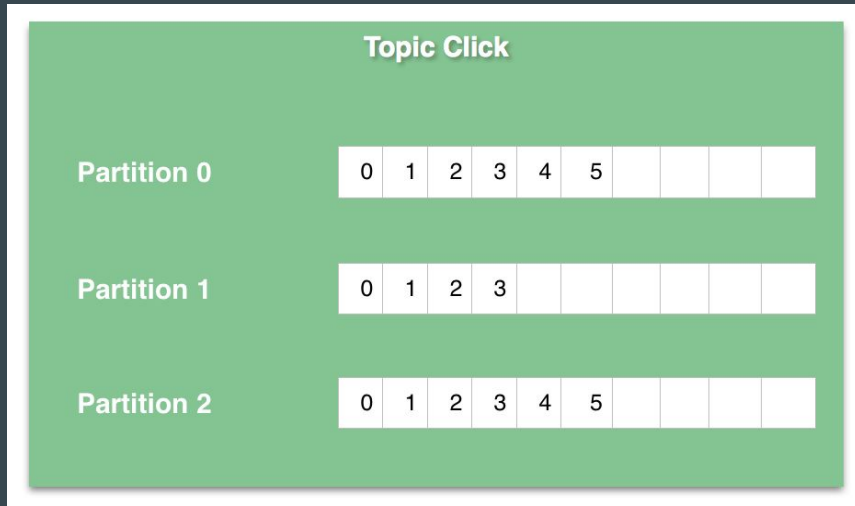 Topic Click
Partition 0 0 1 2 3 4 5
Partition 1 0 1 2 3
Partition 2 0 1 2 3 4 5